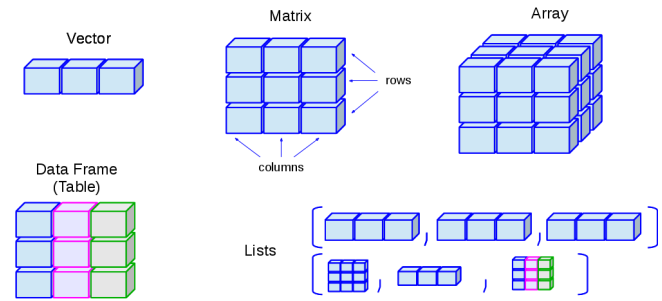 Vector
Matrix
Array
rows
columns
Data Frame
(Table)
Lists
[ , , ]
[ , , ]